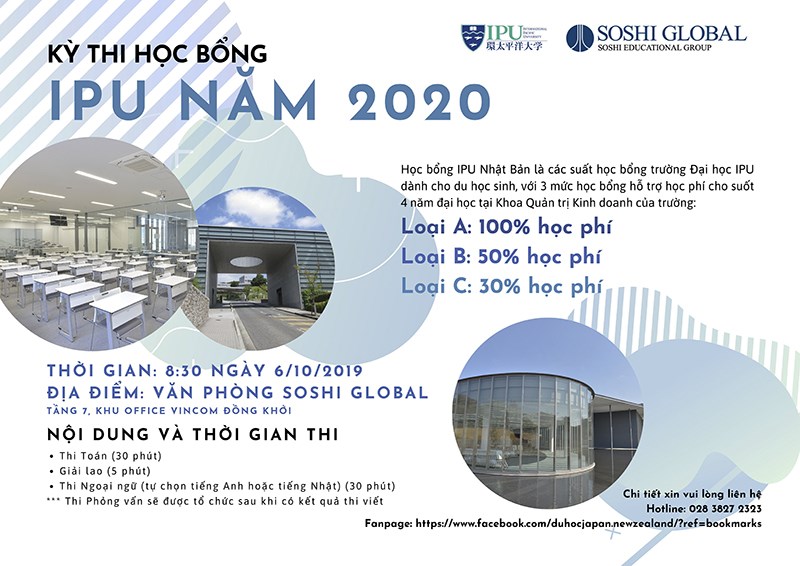 KỲ THI HỌC BỔNG
IPU NĂM 2020
IPU INTERNATIONAL PACIFIC UNIVERSITY
環太平洋大学
SOSHI GLOBAL
SOSHI EDUCATIONAL GROUP
Học bổng IPU Nhật Bản là các suất học bổng trường Đại học IPU
dành cho du học sinh, với 3 mức học bổng hỗ trợ học phí cho suốt
4 năm đại học tại Khoa Quản trị Kinh doanh của trường:
Loại A: 100% học phí
Loại B: 50% học phí
Loại C: 30% học phí
THỜI GIAN: 8:30 NGÀY 6/10/2019
ĐỊA ĐIỂM: VĂN PHÒNG SOSHI GLOBAL
TẦNG 7, KHU OFFICE VINCOM ĐỒNG KHỞI
NỘI DUNG VÀ THỜI GIAN THI
• Thi Toán (30 phút)
• Giải lao (5 phút)
• Thi Ngoại ngữ (tự chọn tiếng Anh hoặc tiếng Nhật) (30 phút)
*** Thi Phỏng vấn sẽ được tổ chức sau khi có kết quả thi viết
Chi tiết xin vui lòng liên hệ
Hotline: 028 3827 2323
Fanpage: https://www.facebook.com/duhocjapan.newzealand/?ref=bookmarks